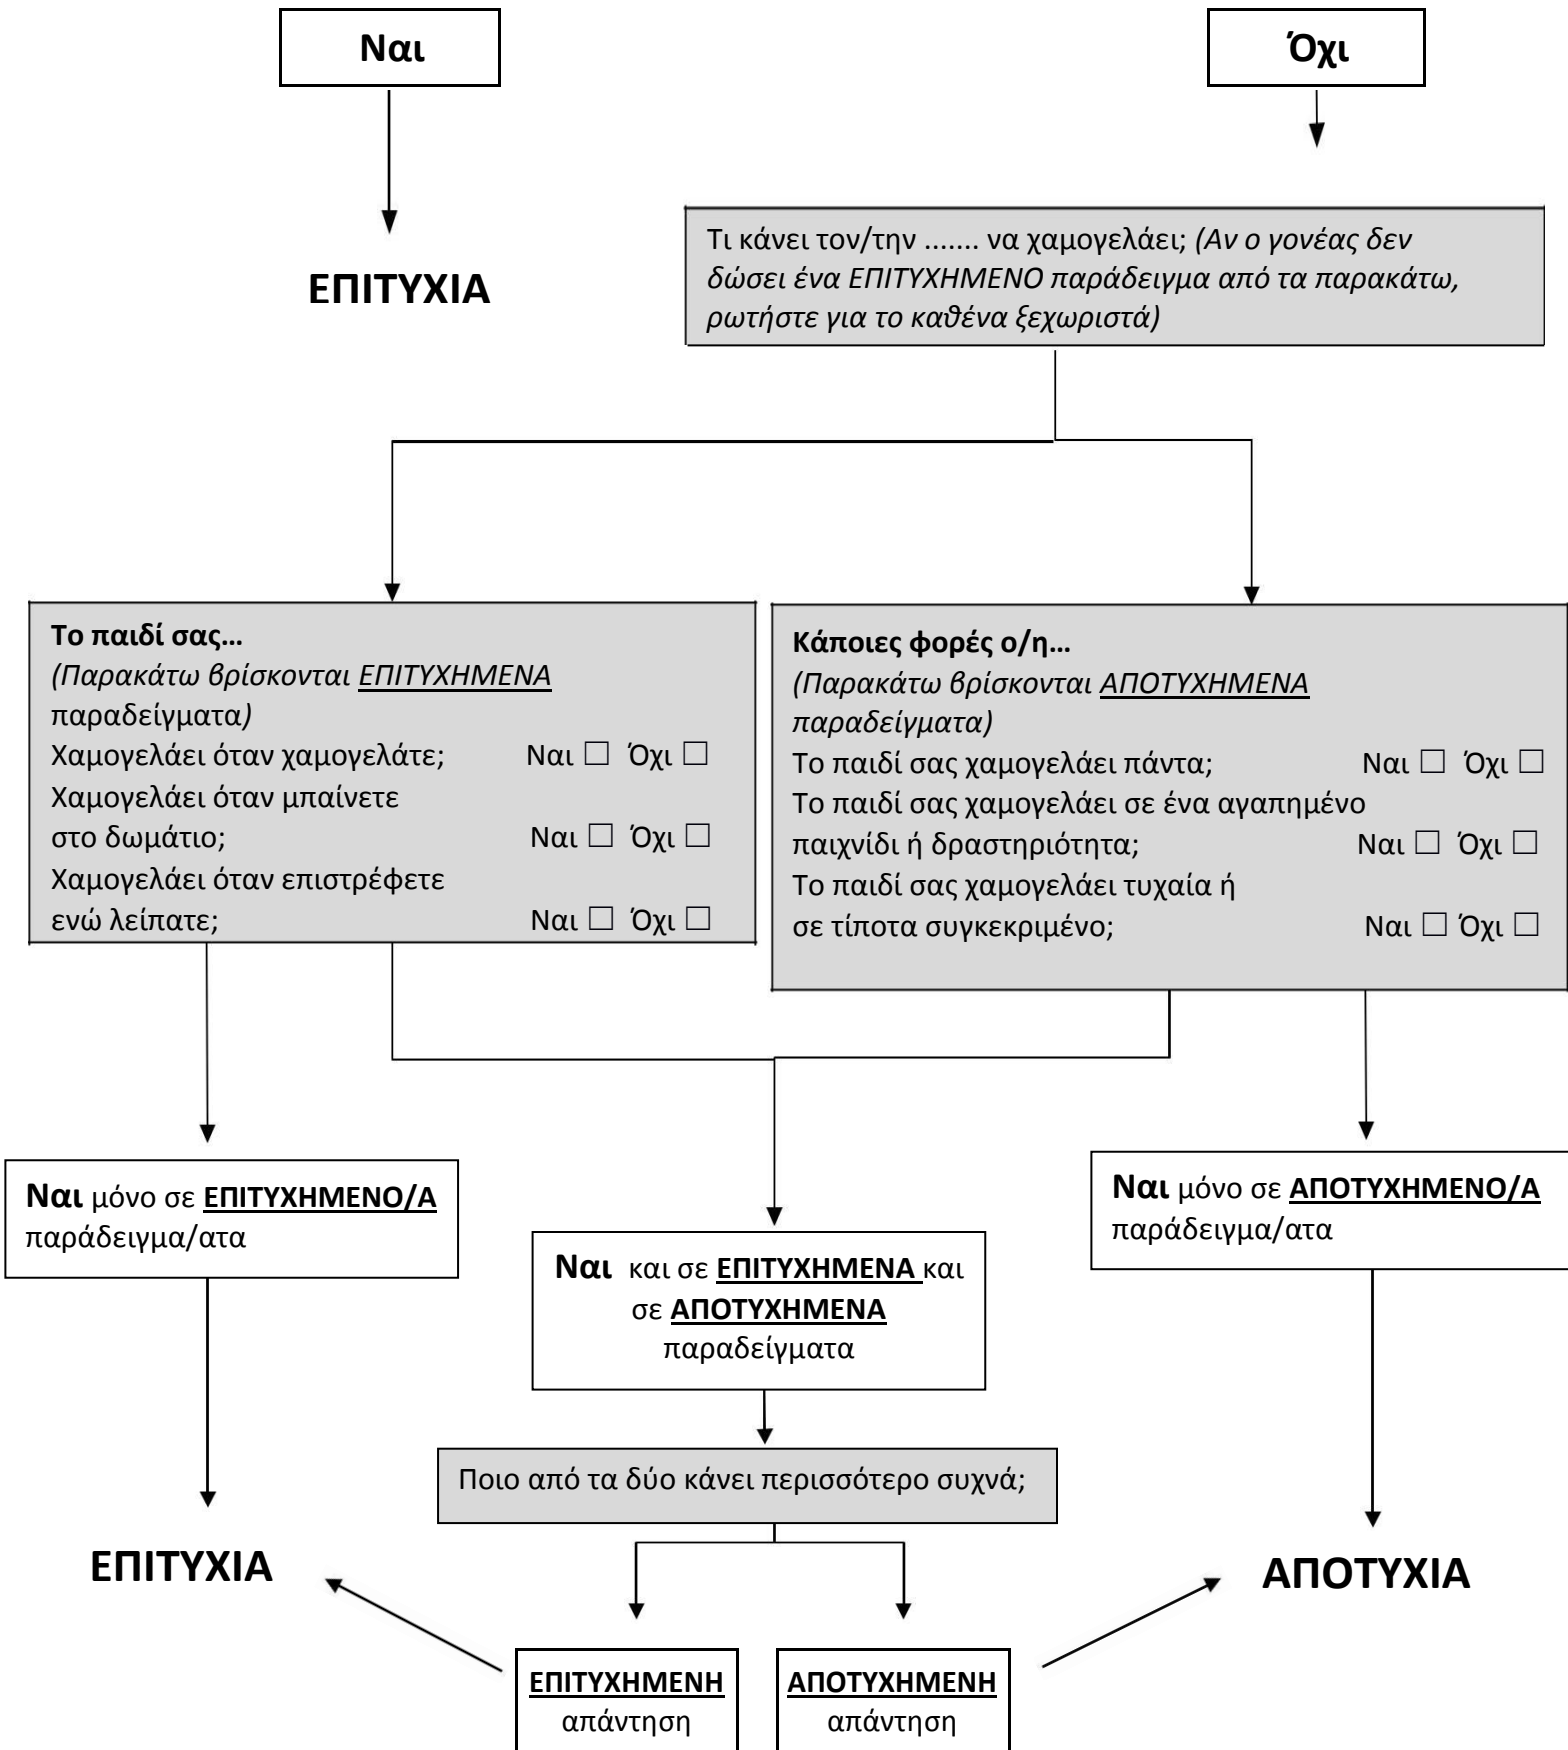 Ναι
Όχι
Τι κάνει τον/την ....... να χαμογελάει; (Αν ο γονέας δεν
δώσει ένα ΕΠΙΤΥΧΗΜΕΝΟ παράδειγμα από τα παρακάτω,
ρωτήστε για το καθένα ξεχωριστά)
ΕΠΙΤΥΧΙΑ
Το παιδί σας...
(Παρακάτω βρίσκονται ΕΠΙΤΥΧΗΜΕΝΑ
παραδείγματα)
Χαμογελάει όταν χαμογελάτε; Ναι ☐ Όχι ☐
Χαμογελάει όταν μπαίνετε
στο δωμάτιο; Ναι ☐ Όχι ☐
Χαμογελάει όταν επιστρέφετε
ενώ λείπατε; Ναι ☐ Όχι ☐
Κάποιες φορές ο/η...
(Παρακάτω βρίσκονται ΑΠΟΤΥΧΗΜΕΝΑ
παραδείγματα)
Το παιδί σας χαμογελάει πάντα; Ναι ☐ Όχι ☐
Το παιδί σας χαμογελάει σε ένα αγαπημένο
παιχνίδι ή δραστηριότητα; Ναι ☐ Όχι ☐
Το παιδί σας χαμογελάει τυχαία ή
σε τίποτα συγκεκριμένο; Ναι ☐ Όχι ☐
Ναι μόνο σε ΕΠΙΤΥΧΗΜΕΝΟ/Α
παράδειγμα/ατα
Ναι και σε ΕΠΙΤΥΧΗΜΕΝΑ και
σε ΑΠΟΤΥΧΗΜΕΝΑ
παραδείγματα
Ναι μόνο σε ΑΠΟΤΥΧΗΜΕΝΟ/Α
παράδειγμα/ατα
Ποιο από τα δύο κάνει περισσότερο συχνά;
ΕΠΙΤΥΧΙΑ
ΑΠΟΤΥΧΙΑ
ΕΠΙΤΥΧΗΜΕΝΗ
απάντηση
ΑΠΟΤΥΧΗΜΕΝΗ
απάντηση